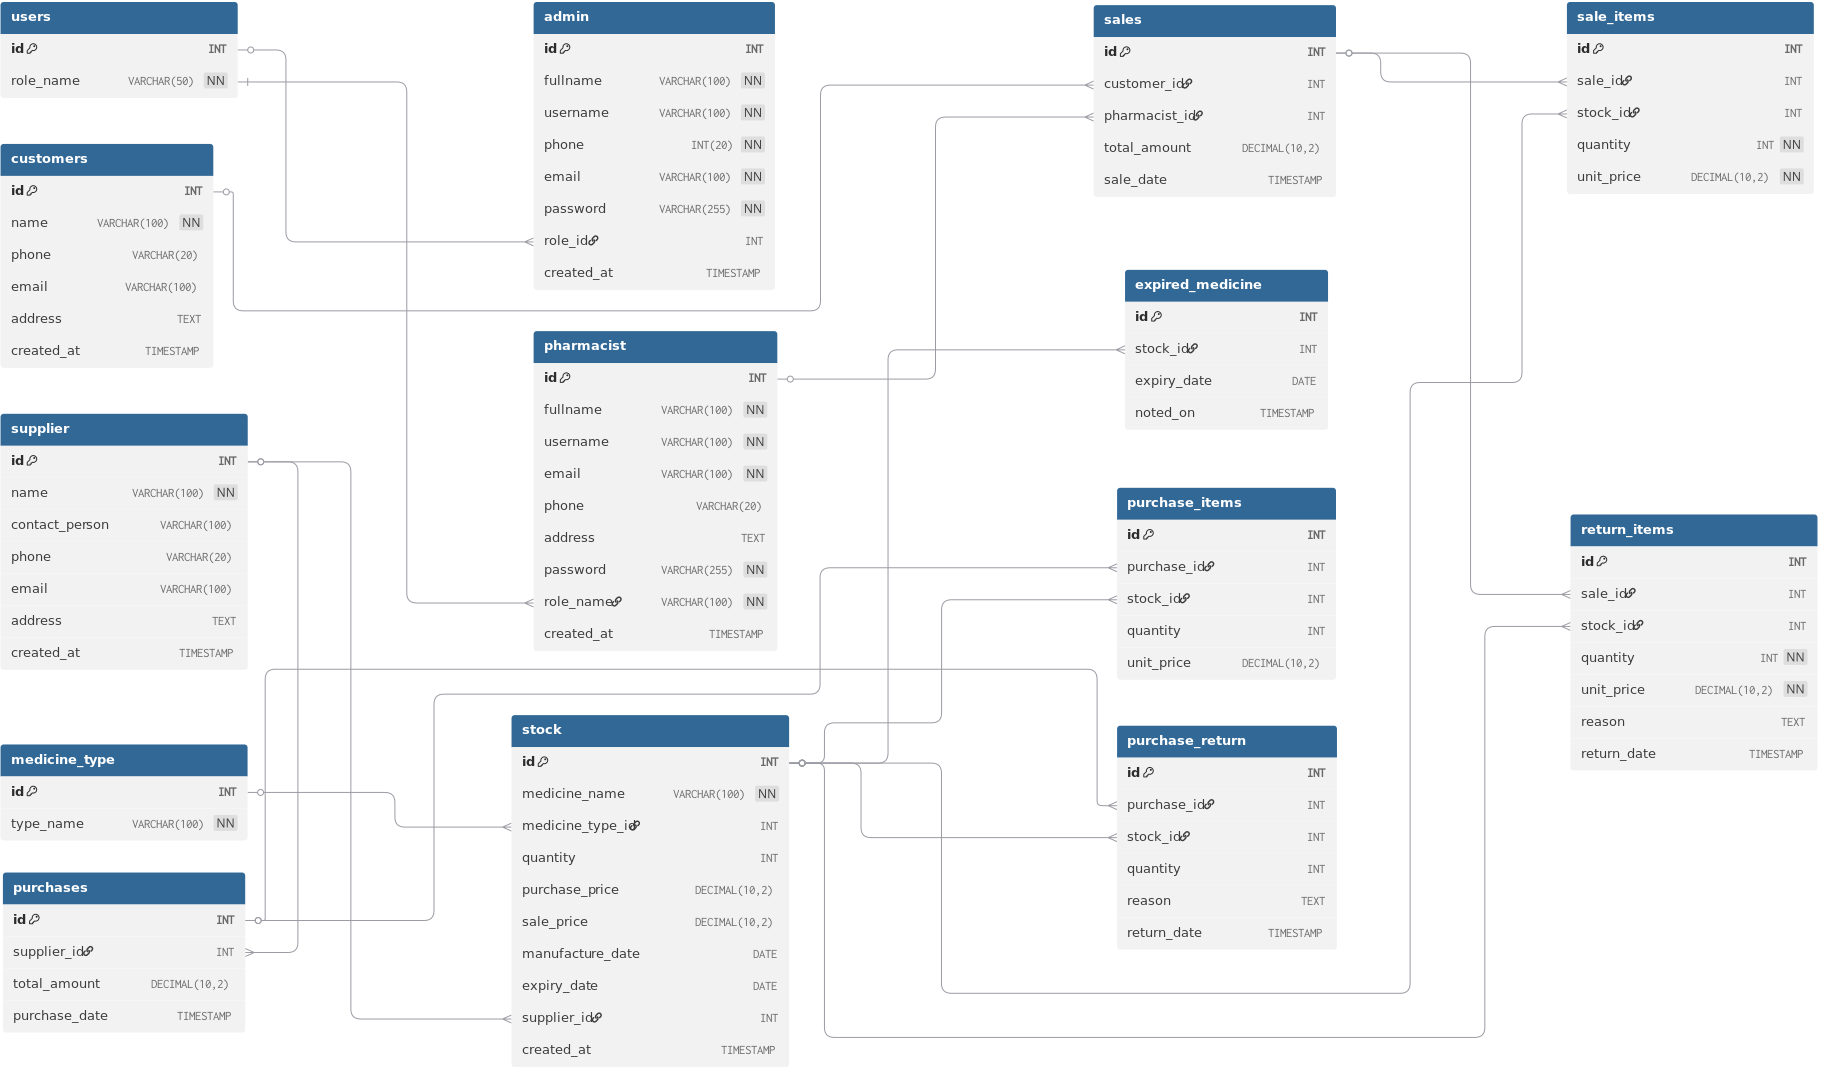 users
id INT
role_name VARCHAR(50) NN
customers
id INT
name VARCHAR(100) NN
phone VARCHAR(20)
email VARCHAR(100)
address TEXT
created_at TIMESTAMP
supplier
id INT
name VARCHAR(100) NN
contact_person VARCHAR(100)
phone VARCHAR(20)
email VARCHAR(100)
address TEXT
created_at TIMESTAMP
medicine_type
id INT
type_name VARCHAR(100) NN
purchases
id INT
supplier_id INT
total_amount DECIMAL(10,2)
purchase_date TIMESTAMP
admin
id INT
fullname VARCHAR(100) NN
username VARCHAR(100) NN
phone INT(20) NN
email VARCHAR(100) NN
password VARCHAR(255) NN
role_id INT
created_at TIMESTAMP
pharmacist
id INT
fullname VARCHAR(100) NN
username VARCHAR(100) NN
email VARCHAR(100) NN
phone VARCHAR(20)
address TEXT
password VARCHAR(255) NN
role_name VARCHAR(100) NN
created_at TIMESTAMP
stock
id INT
medicine_name VARCHAR(100) NN
medicine_type_id INT
quantity INT
purchase_price DECIMAL(10,2)
sale_price DECIMAL(10,2)
manufacture_date DATE
expiry_date DATE
supplier_id INT
created_at TIMESTAMP
sales
id INT
customer_id INT
pharmacist_id INT
total_amount DECIMAL(10,2)
sale_date TIMESTAMP
expired_medicine
id INT
stock_id INT
expiry_date DATE
noted_on TIMESTAMP
purchase_items
id INT
purchase_id INT
stock_id INT
quantity INT
unit_price DECIMAL(10,2)
purchase_return
id INT
purchase_id INT
stock_id INT
quantity INT
reason TEXT
return_date TIMESTAMP
sale_items
id INT
sale_id INT
stock_id INT
quantity INT NN
unit_price DECIMAL(10,2) NN
return_items
id INT
sale_id INT
stock_id INT
quantity INT NN
unit_price DECIMAL(10,2) NN
reason TEXT
return_date TIMESTAMP